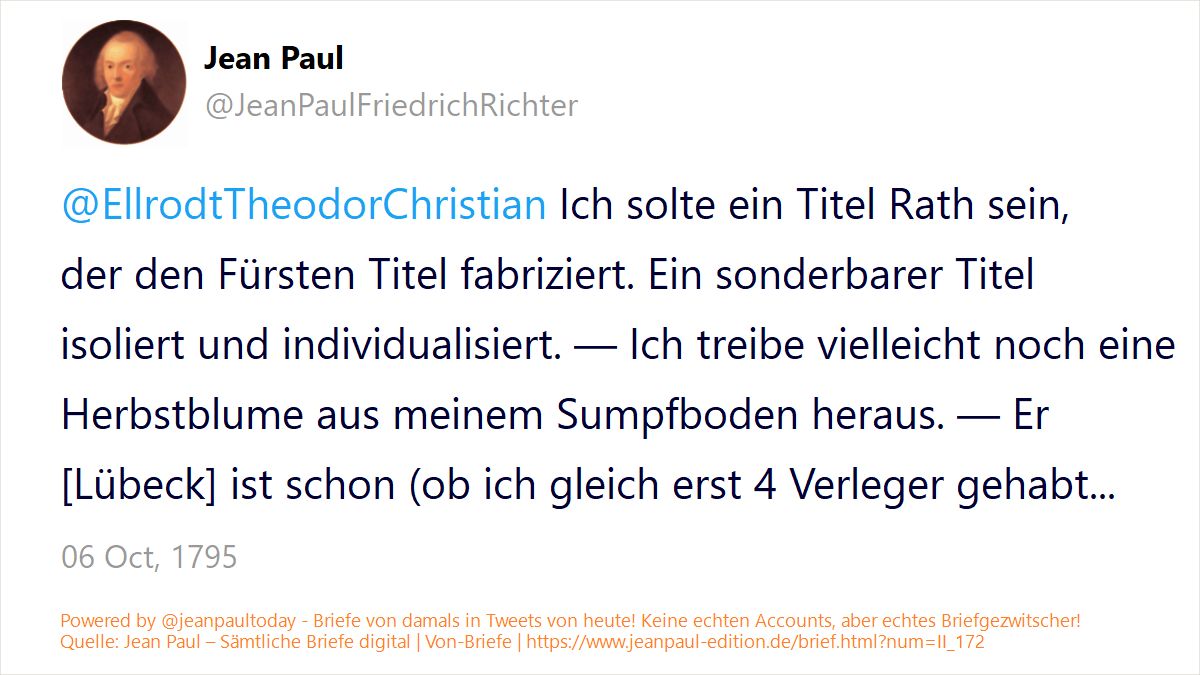 Jean Paul
@JeanPaulFriedrichRichter
@EllrodtTheodorChristian Ich solte ein Titel Rath sein,
der den Fürsten Titel fabriziert. Ein sonderbarer Titel
isoliert und individualisiert. — Ich treibe vielleicht noch eine
Herbstblume aus meinem Sumpfboden heraus. — Er
[Lübeck] ist schon (ob ich gleich erst 4 Verleger gehabt...
06 Oct, 1795
Powered by @jeanpaultoday - Briefe von damals in Tweets von heute! Keine echten Accounts, aber echtes Briefgezwitscher!
Quelle: Jean Paul – Sämtliche Briefe digital | Von-Briefe | https://www.jeanpaul-edition.de/brief.html?num=II_172